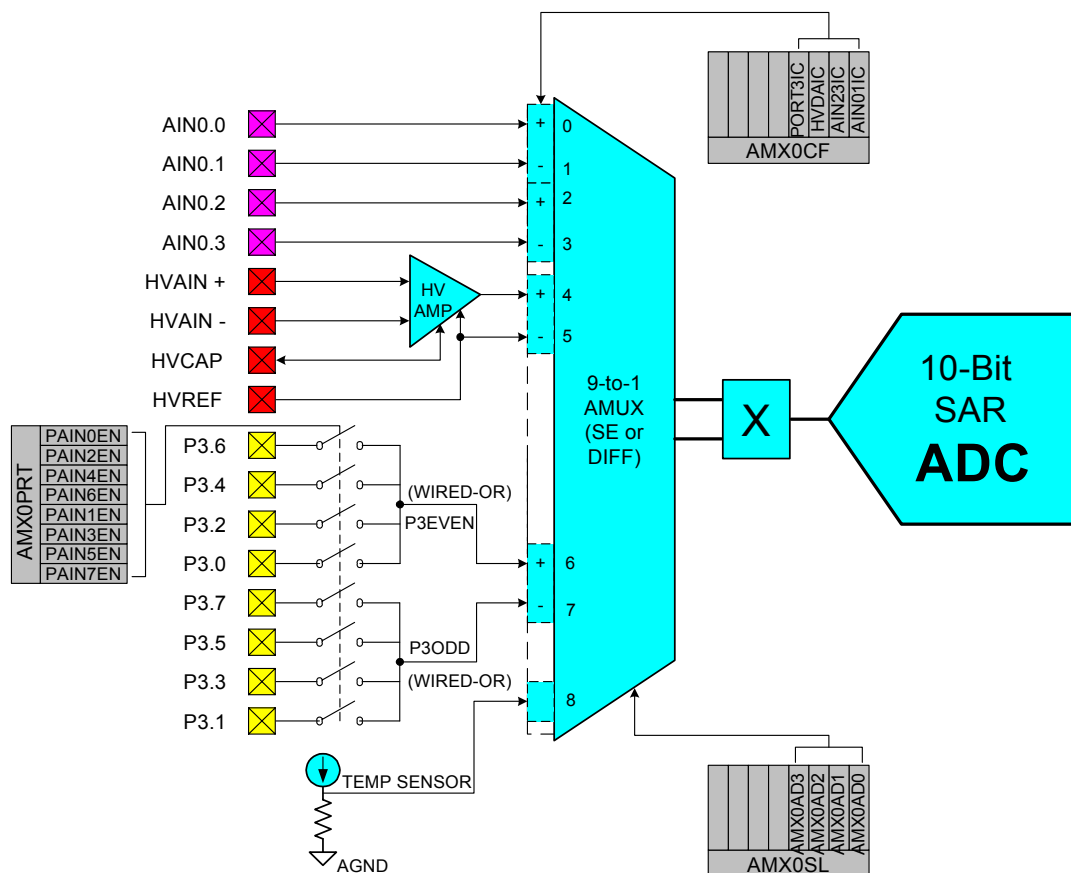 PORT3IC
HVDAIC
AIN23IC
AIN01IC
AMX0CF
AIN0.0
AIN0.1
AIN0.2
AIN0.3
HVAIN +
HVAIN -
HVCAP
HVREF
P3.6
P3.4
P3.2
P3.0
P3.7
P3.5
P3.3
P3.1
AMX0PRT
PAIN0EN
PAIN2EN
PAIN4EN
PAIN6EN
PAIN1EN
PAIN3EN
PAIN5EN
PAIN7EN
HV
AMP
(WIRED-OR)
P3EVEN
P3ODD
(WIRED-OR)
TEMP SENSOR
AGND
+ 0
- 1
+ 2
- 3
+ 4
- 5
+ 6
- 7
8
9-to-1
AMUX
(SE or
DIFF)
X
10-Bit
SAR
ADC
AMX0AD3
AMX0AD2
AMX0AD1
AMX0AD0
AMX0SL